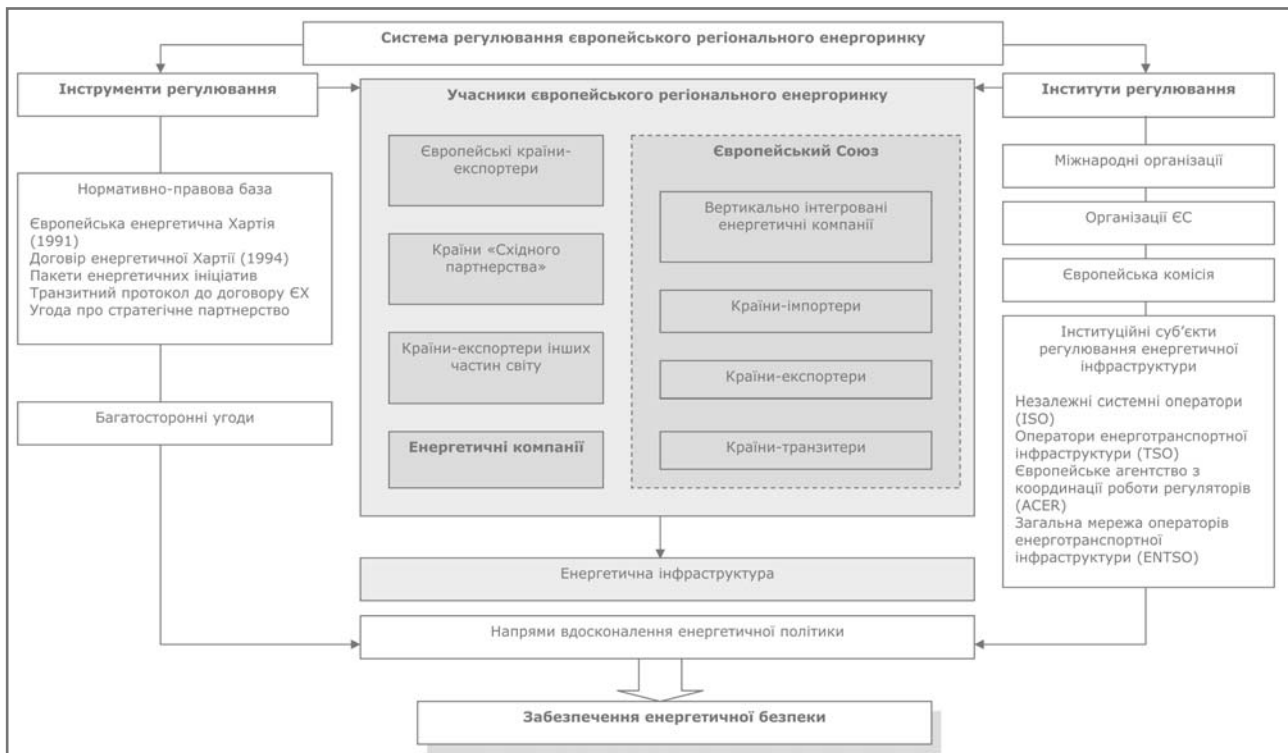 Система регулювання європейського регіонального енергоринку
Інструменти регулювання
Нормативно-правова база
Європейська енергетична Хартія
(1991)
Договір енергетичної Хартії (1994)
Пакети енергетичних ініціатив
Транзитний протокол до договору ЄХ
Угода про стратегічне партнерство
Багатосторонні угоди
Учасники європейського регіонального енергоринку
Європейські країни-
експортери
Країни «Східного
партнерства»
Країни-експортери інших
частин світу
Енергетичні компанії
Європейський Союз
Вертикально інтегровані
енергетичні компанії
Країни-імпортери
Країни-експортери
Країни-транзитери
Інститути регулювання
Міжнародні організації
Організації ЄС
Європейська комісія
Інституційні суб’єкти
регулювання енергетичної
інфраструктури
Незалежні системні оператори
(ISO)
Оператори енерготранспортної
інфраструктури (TSO)
Європейське агентство з
координації роботи регуляторів
(ACER)
Загальна мережа операторів
енерготранспортної
інфраструктури (ENTSO)
Енергетична інфраструктура
Напрями вдосконалення енергетичної політики
Забезпечення енергетичної безпеки